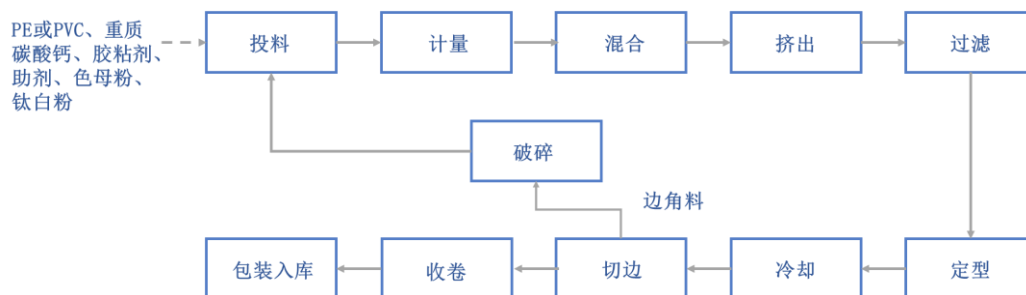 PE或PVC、重质
碳酸钙、胶粘剂、
助剂、色母粉、
钛白粉
投料
计量
混合
挤出
过滤
破碎
边角料
包装入库
收卷
切边
冷却
定型